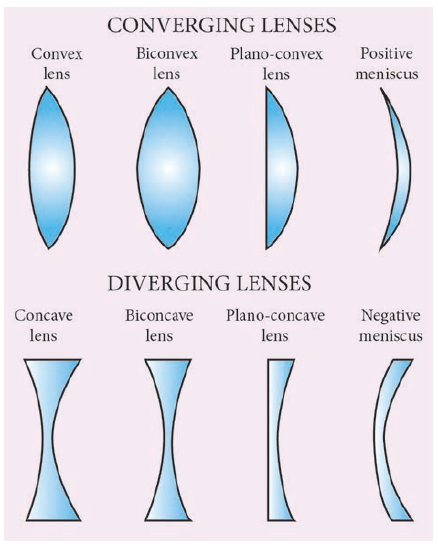 CONVERGING LENSES
Convex Biconvex Plano-convex Positive
lens lens lens meniscus
DIVERGING LENSES
Concave Biconcave Plano-concave Negative
lens lens lens meniscus